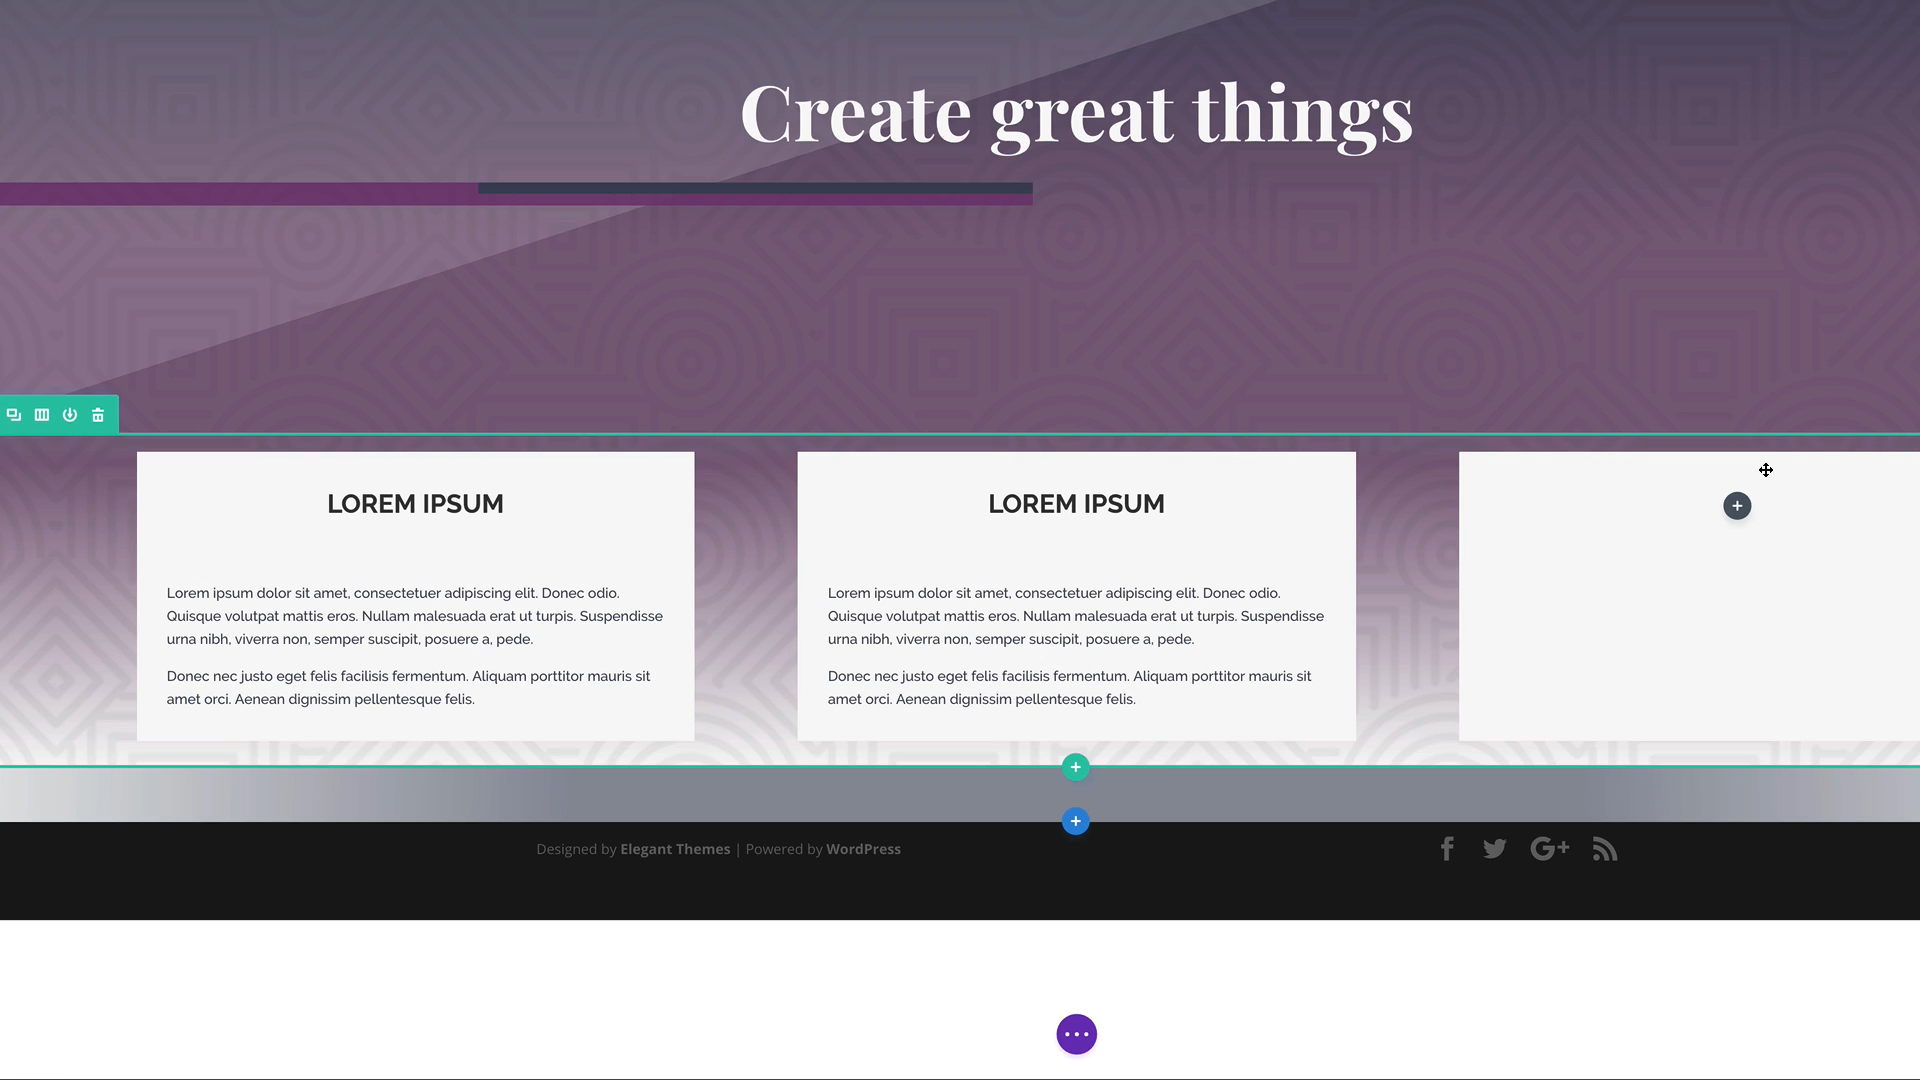 Create great things
LOREM IPSUM
Lorem ipsum dolor sit amet, consectetuer adipiscing elit. Donec odio.
Quisque volutpat mattis eros. Nullam malesuada erat ut turpis. Suspendisse
urna nibh, viverra non, semper suscipit, posuere a, pede.
Donec nec justo eget felis facilisis fermentum. Aliquam porttitor mauris sit
amet orci. Aenean dignissim pellentesque felis.
LOREM IPSUM
Lorem ipsum dolor sit amet, consectetuer adipiscing elit. Donec odio.
Quisque volutpat mattis eros. Nullam malesuada erat ut turpis. Suspendisse
urna nibh, viverra non, semper suscipit, posuere a, pede.
Donec nec justo eget felis facilisis fermentum. Aliquam porttitor mauris sit
amet orci. Aenean dignissim pellentesque felis.
Designed by Elegant Themes | Powered by WordPress